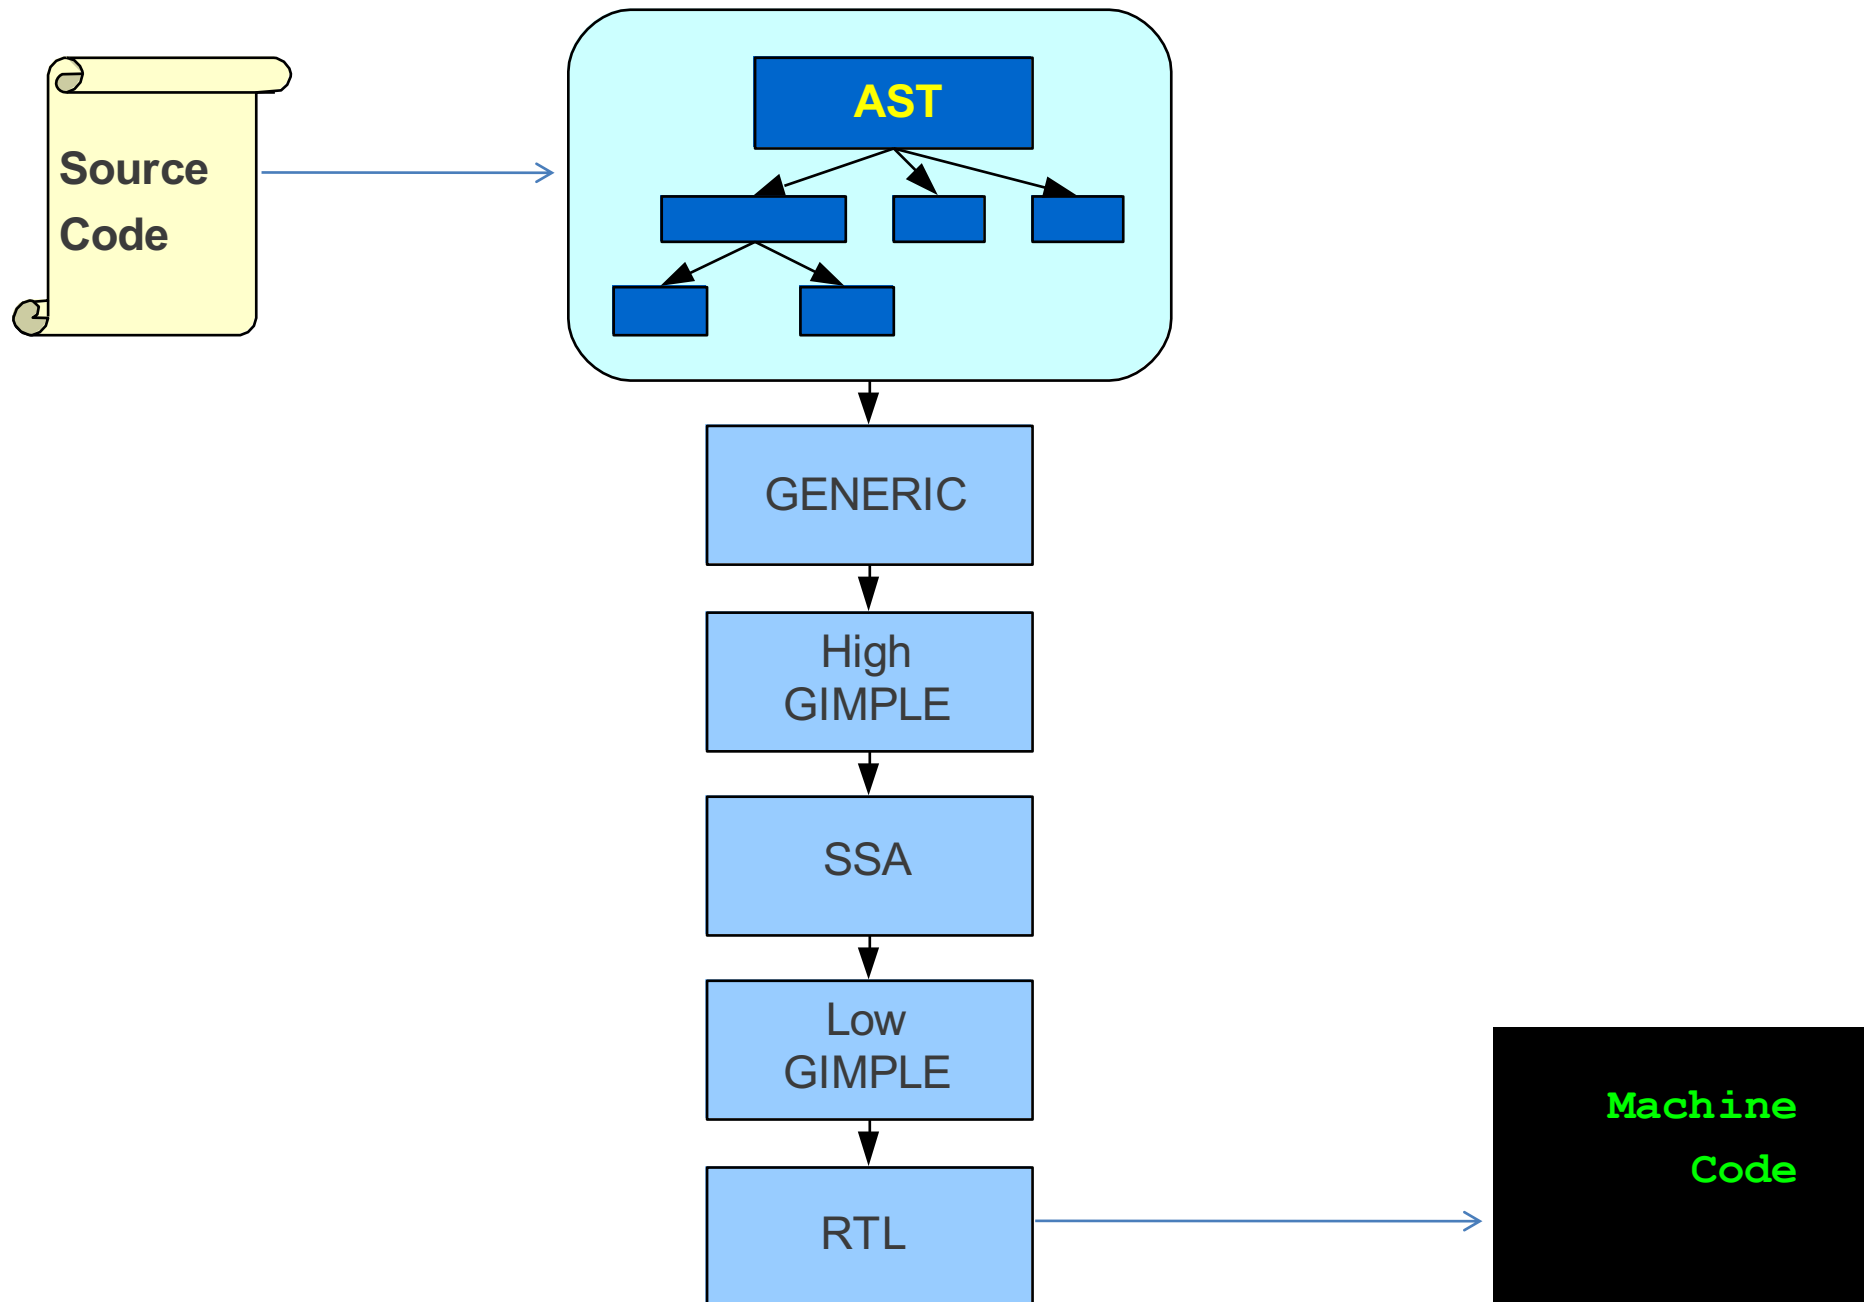 Source
Code
AST
GENERIC
High
GIMPLE
SSA
Low
GIMPLE
RTL
Machine
Code